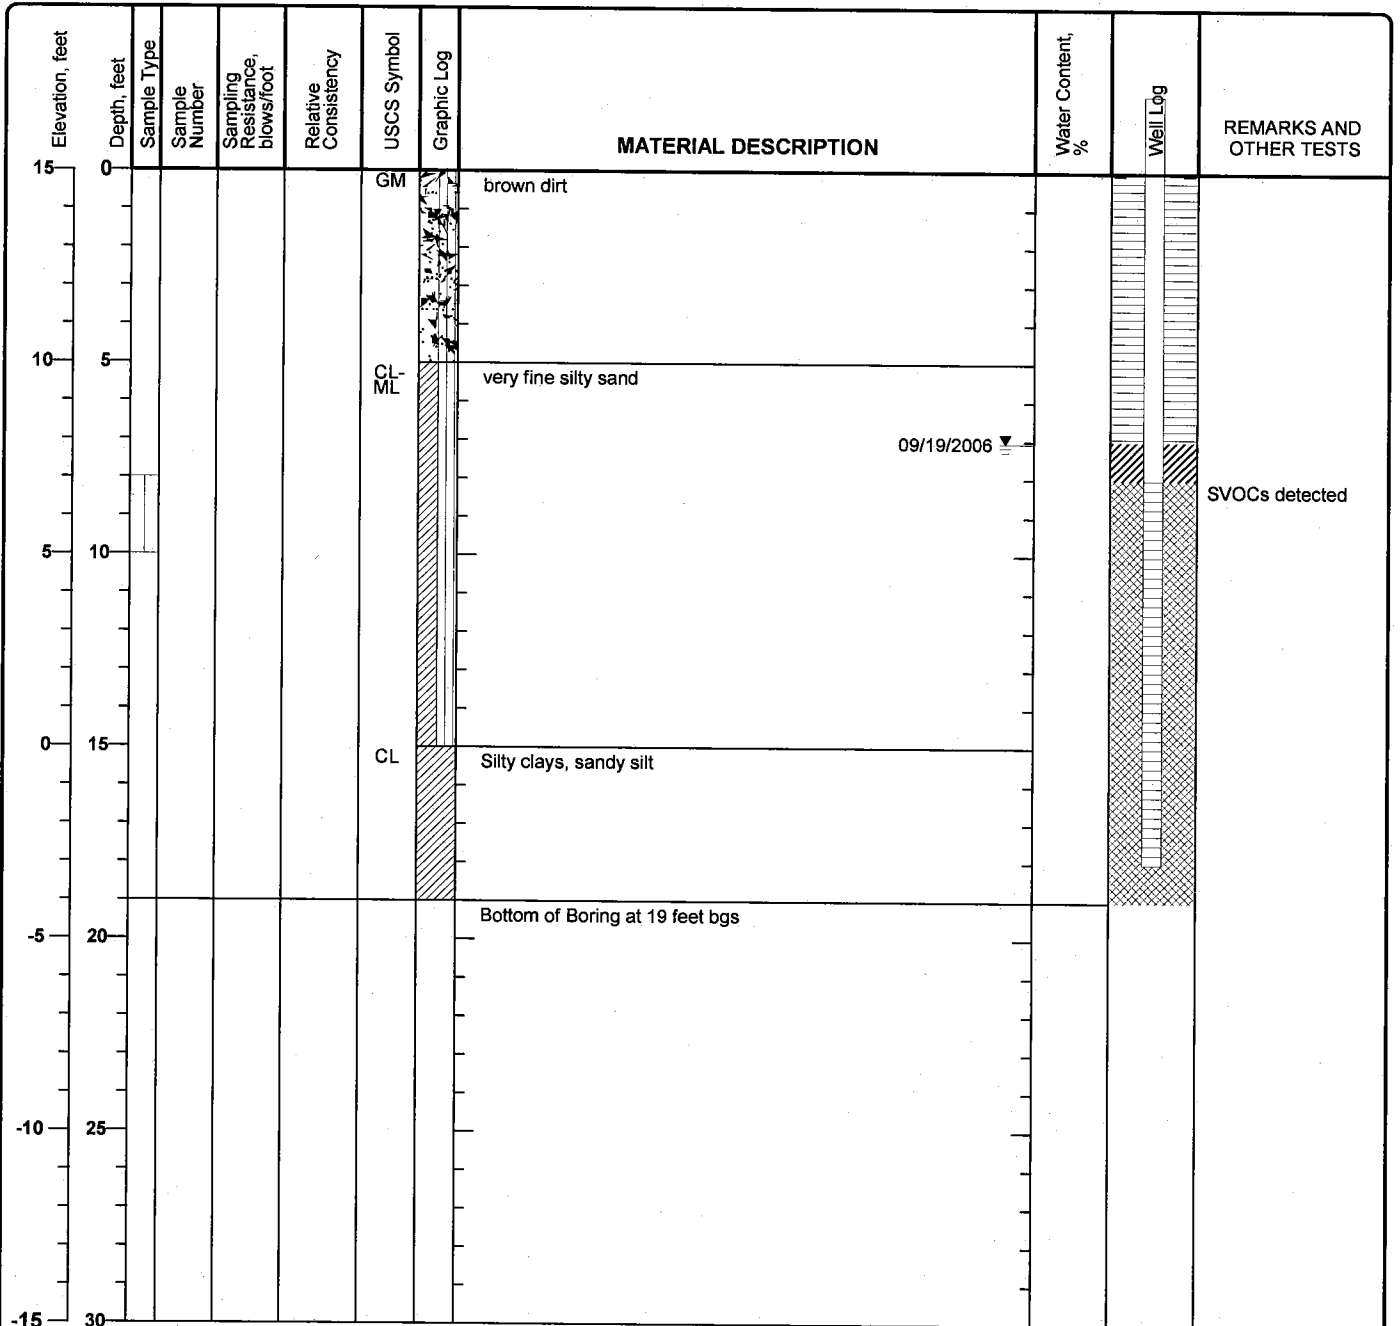 Elevation, feet
Depth, feet
Sample Type
Sample
Number
Sampling
Resistance,
blows/foot
Relative
Consistency
USCS Symbol
Graphic Log
MATERIAL DESCRIPTION
Water Content,
%
Well Log
REMARKS AND
OTHER TESTS
15
0
GM
brown dirt
10
5
CL-
ML
very fine silty sand
09/19/2006
SVOCs detected
5
10
0
15
CL
Silty clays, sandy silt
Bottom of Boring at 19 feet bgs
-5
20
-10
25
-15
30